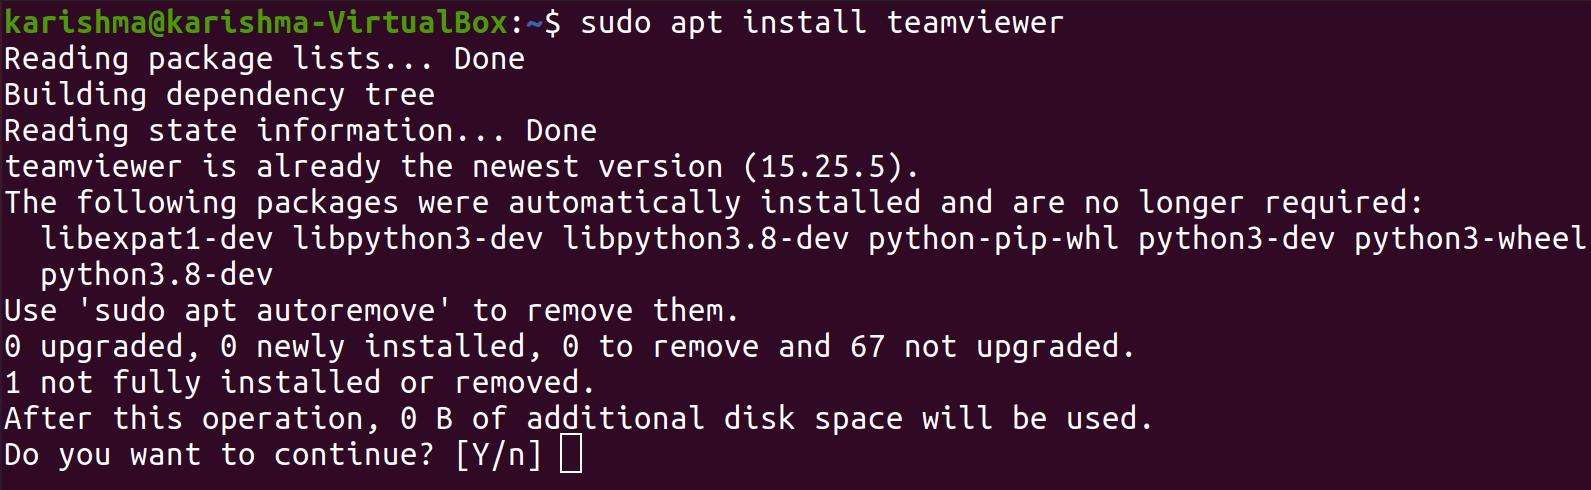 karishma@karishma-VirtualBox:~$ sudo apt install teamviewer
Reading package lists... Done
Building dependency tree
Reading state information... Done
teamviewer is already the newest version (15.25.5).
The following packages were automatically installed and are no longer required:
  libexpat1-dev libpython3-dev libpython3.8-dev python-pip-whl python3-dev python3-wheel
  python3.8-dev
Use 'sudo apt autoremove' to remove them.
0 upgraded, 0 newly installed, 0 to remove and 67 not upgraded.
1 not fully installed or removed.
After this operation, 0 B of additional disk space will be used.
Do you want to continue? [Y/n]